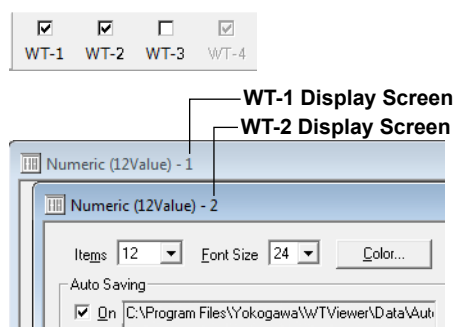 WT-1 WT-2 WT-3 WT-4
WT-1 Display Screen
WT-2 Display Screen
Numeric (12Value) - 1
Numeric (12Value) - 2
Items 12 Font Size 24 Color...
Auto Saving
On C:\Program Files\Yokogawa\WTViewer\Data\Aut